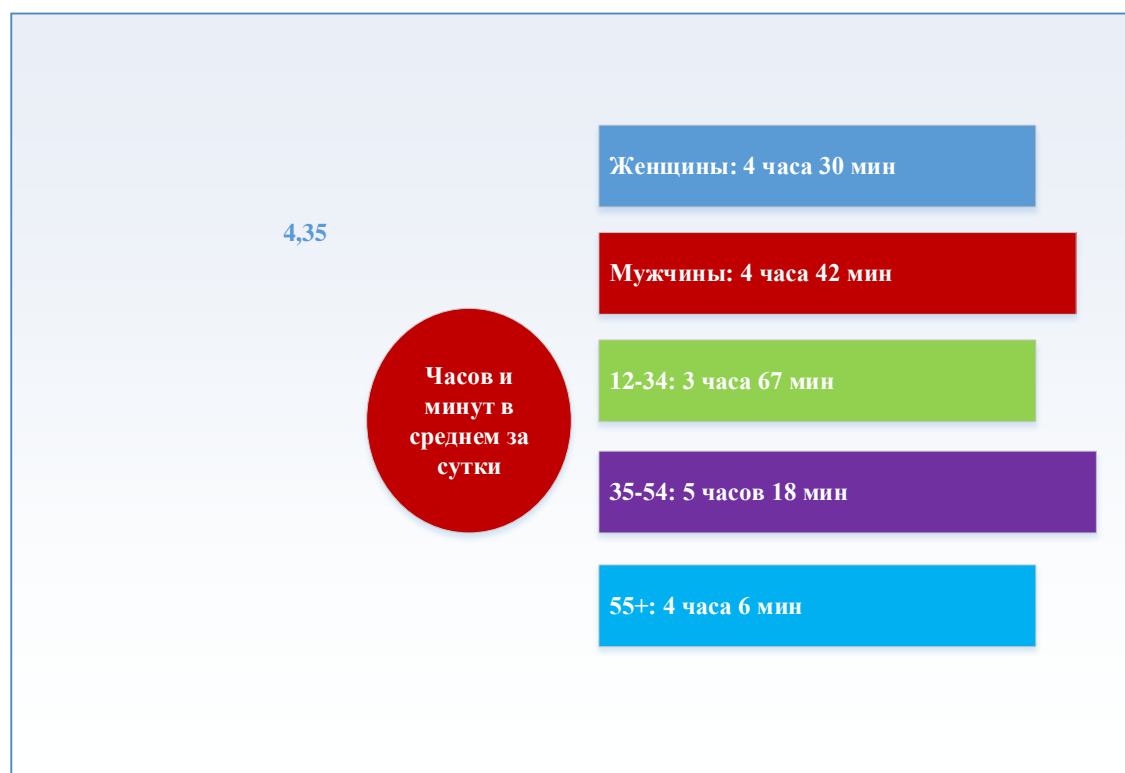 Женщины: 4 часа 30 мин
4,35
Мужчины: 4 часа 42 мин
Часов и
минут в
среднем за
сутки
12-34: 3 часа 67 мин
35-54: 5 часов 18 мин
55+: 4 часа 6 мин